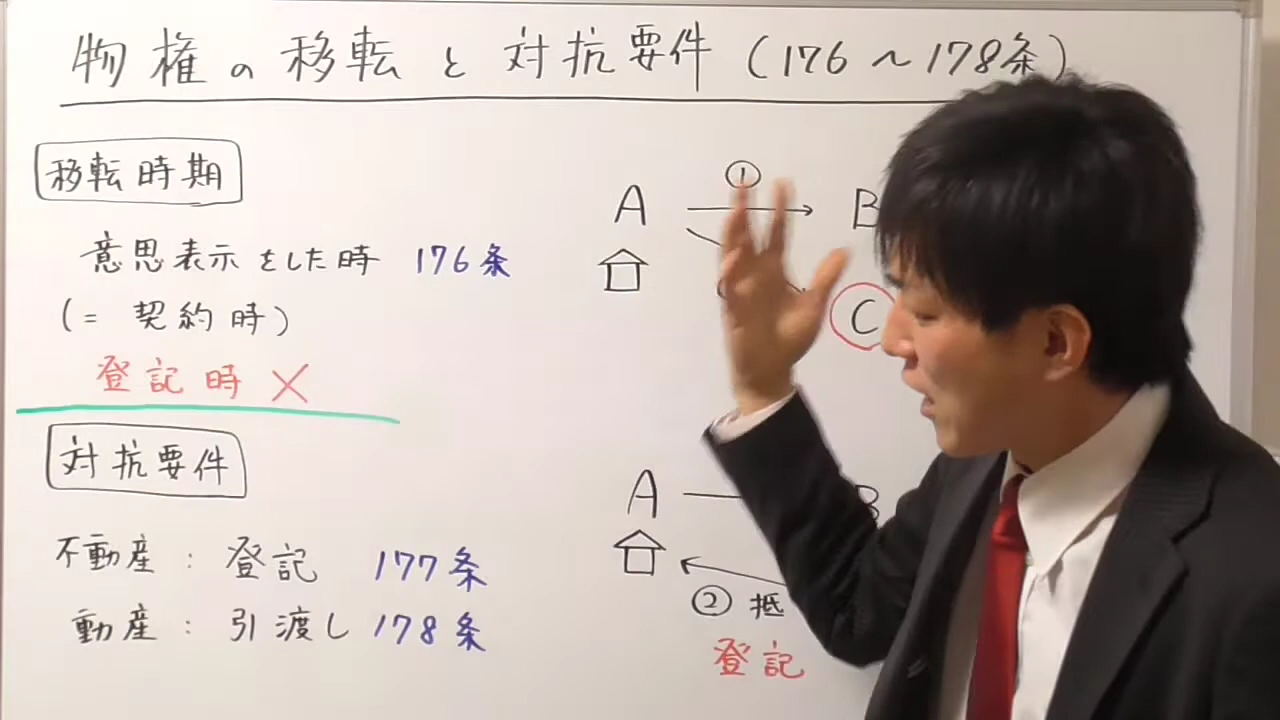 物権の移転と対抗要件(176~178条)
移転時期
意思表示をした時 176条
(= 契約時)
登記時 ×
対抗要件
不動産 : 登記 177条
動産 : 引渡し 178条
A ① B
C
A B
② 抵
登記